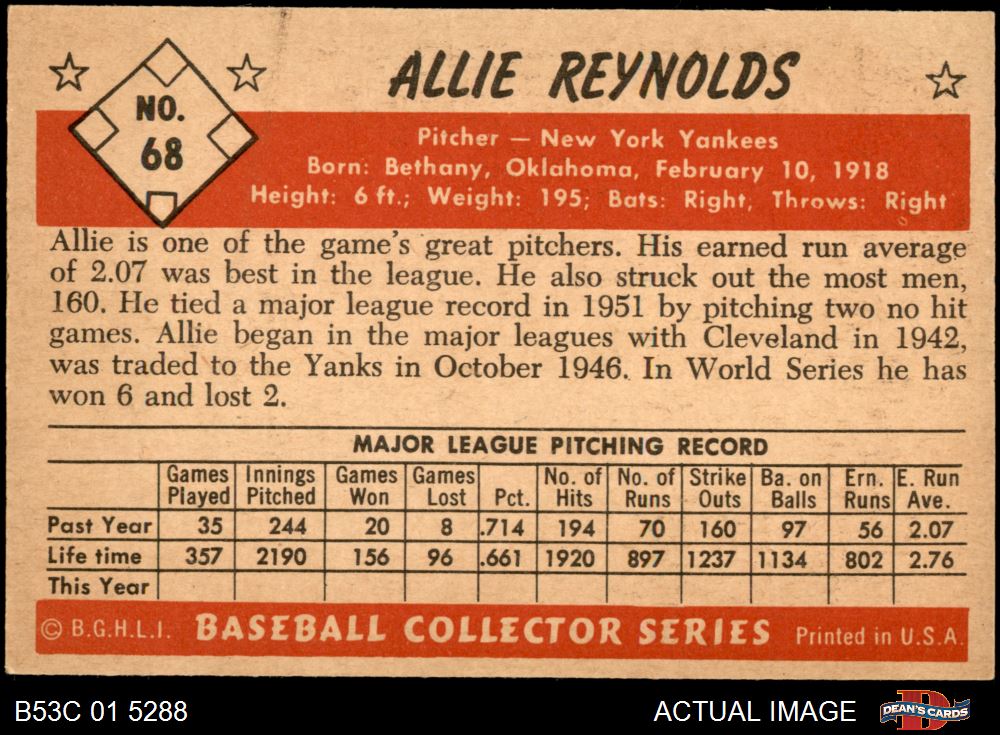 NO.
68
ALLIE REYNOLDS
Pitcher — New York Yankees
Born: Bethany, Oklahoma, February 10, 1918
Height: 6 ft.; Weight: 195; Bats: Right, Throws: Right
Allie is one of the game's great pitchers. His earned run average
of 2.07 was best in the league. He also struck out the most men,
160. He tied a major league record in 1951 by pitching two no hit
games. Allie began in the major leagues with Cleveland in 1942,
was traded to the Yanks in October 1946. In World Series he has
won 6 and lost 2.
MAJOR LEAGUE PITCHING RECORD
Games Innings Games Games No. of No. of Strike Ba. on Ern. E. Run
Played Pitched Won Lost Pct. Hits Runs Outs Balls Runs Ave.
Past Year 35 244 20 8 .714 194 70 160 97 56 2.07
Life time 357 2190 156 96 .661 1920 897 1237 1134 802 2.76
This Year
© B.G.H.L.I. BASEBALL COLLECTOR SERIES Printed in U.S.A.
B53C 01 5288 ACTUAL IMAGE D DEAN'S CARDS